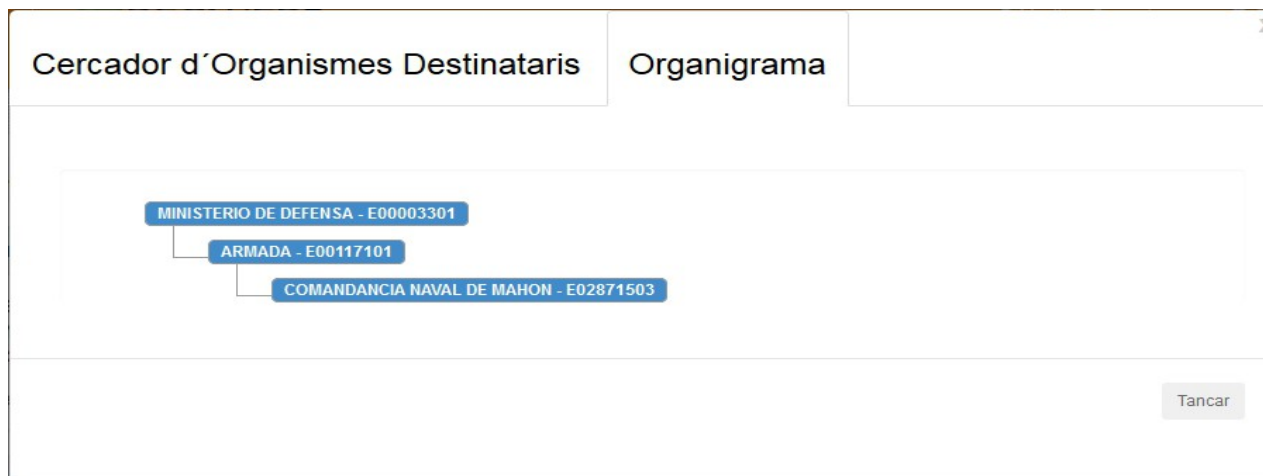 Cercador d´Organismes Destinataris
Organigrama
MINISTERIO DE DEFENSA - E00003301
ARMADA - E00117101
COMANDANCIA NAVAL DE MAHON - E02871503
Tancar